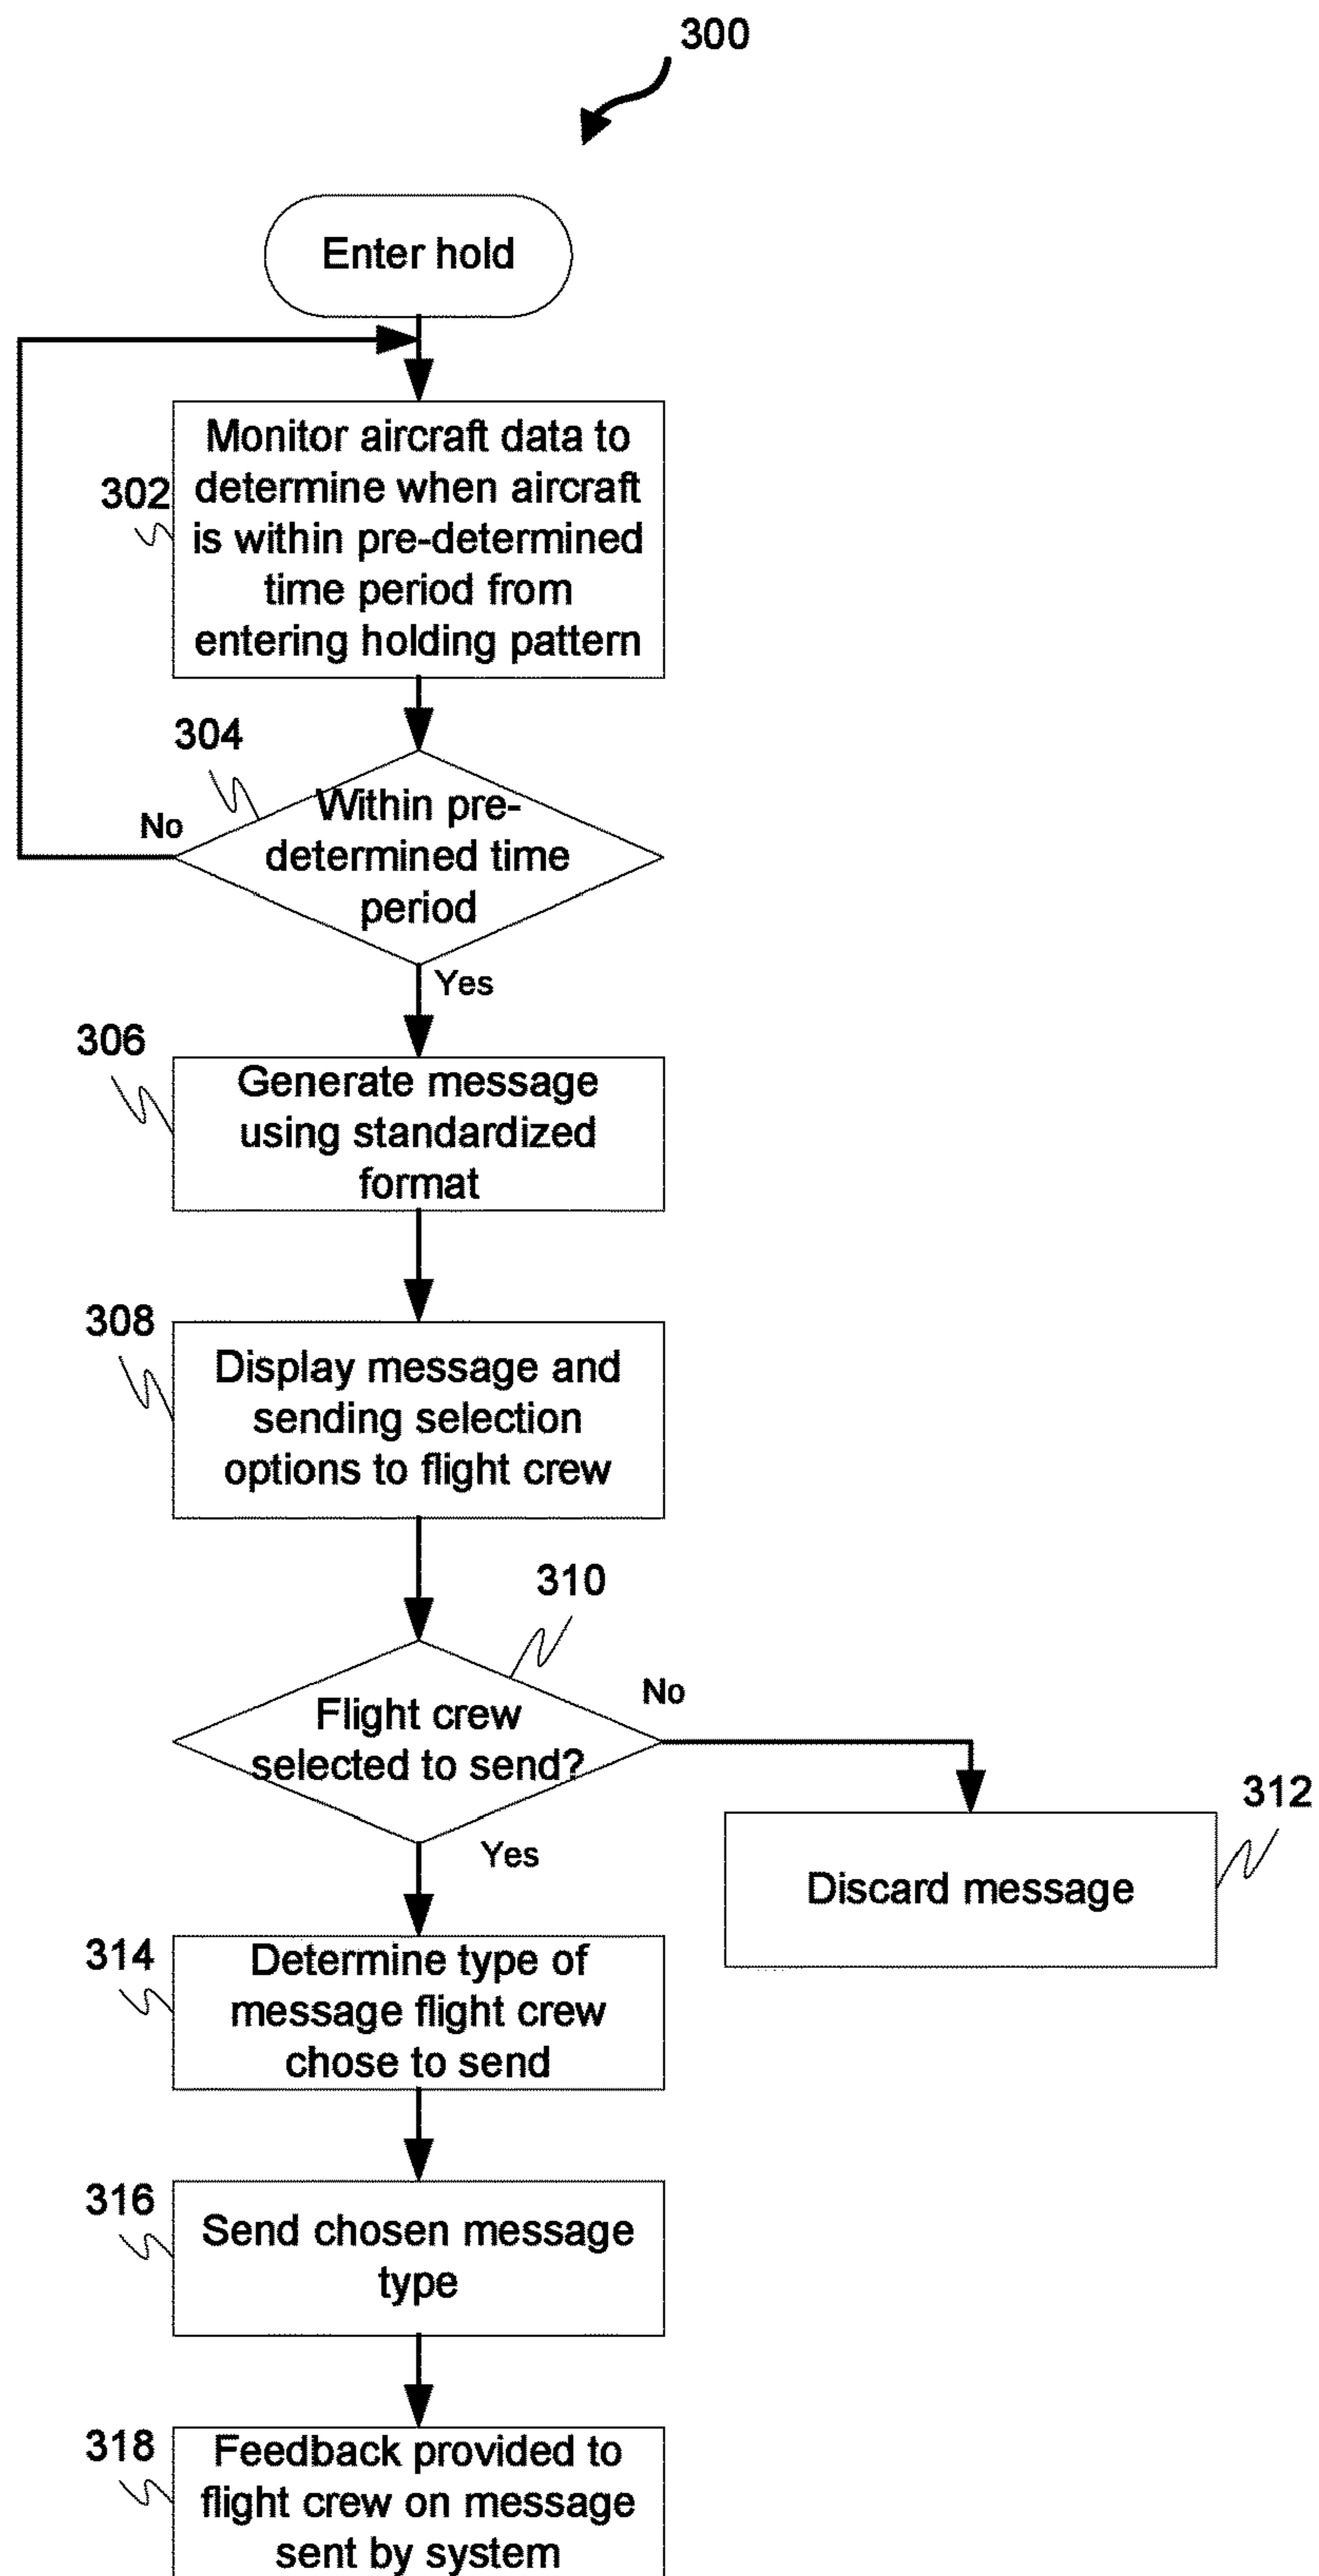 300
Enter hold
Monitor aircraft data to
determine when aircraft
302
is within pre-determined
time period from
entering holding pattern
304
Within pre-
No
determined time
period
Yes
306
Generate message
using standardized
format
308
Display message and
sending selection
options to flight crew
310
No
Flight crew
selected to send?
312
Yes
Discard message
314
Determine type of
message flight crew
chose to send
316
Send chosen message
type
318
Feedback provided to
flight crew on message
sent by system